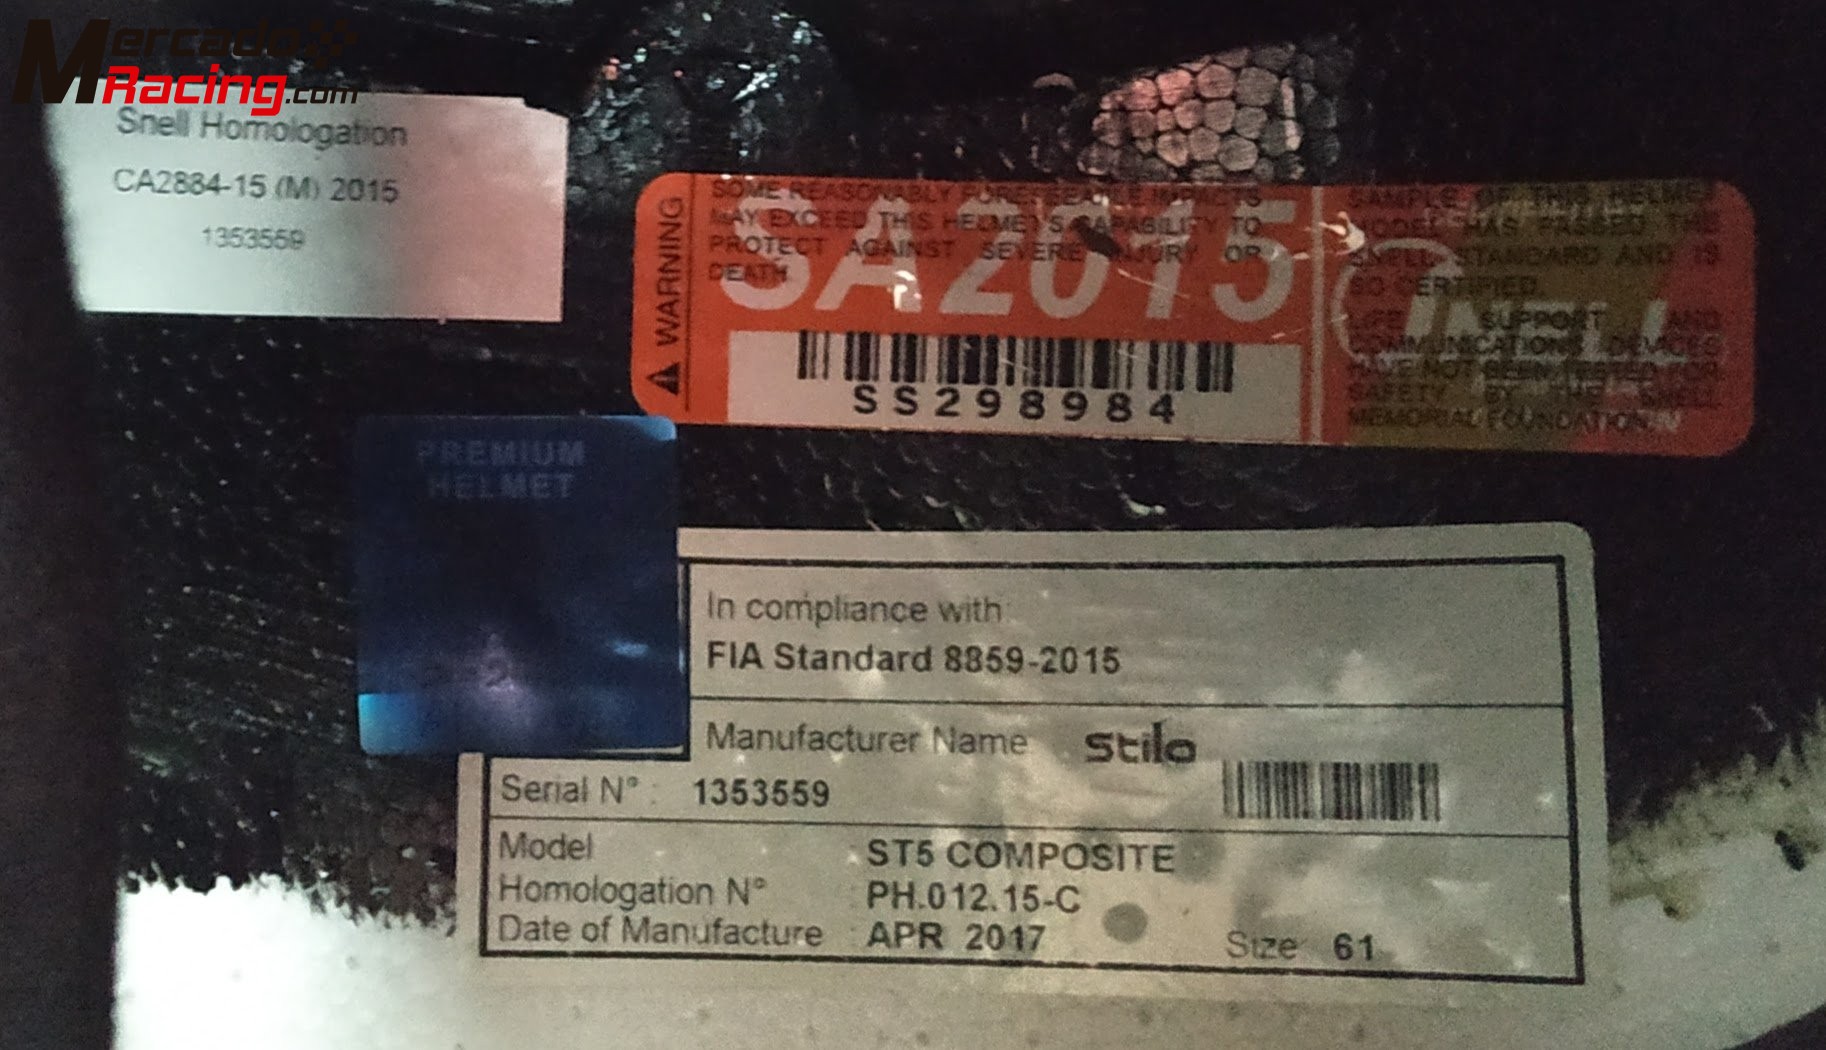 Mercado
Racing.com
Snell Homologation
CA2884-15 (M) 2015
1353559
WARNING
SOME REASONABLY FORESEEABLE IMPACTS
MAY EXCEED THIS HELMET'S CAPABILITY TO
PROTECT AGAINST SEVERE INJURY OR
DEATH.
SA2015
SS298984
SAMPLE OF THIS HELMET
MODEL HAS PASSED THE
SNELL STANDARD AND IS
SO CERTIFIED.
LIFE SUPPORT AND
COMMUNICATIONS DEVICES
HAVE NOT BEEN TESTED FOR
SAFETY BY THE SNELL
MEMORIAL FOUNDATION
SNELL
PREMIUM
HELMET
In compliance with:
FIA Standard 8859-2015
Manufacturer Name Stilo
Serial N° : 1353559
Model : ST5 COMPOSITE
Homologation N° : PH.012.15-C
Date of Manufacture : APR 2017 Size 61